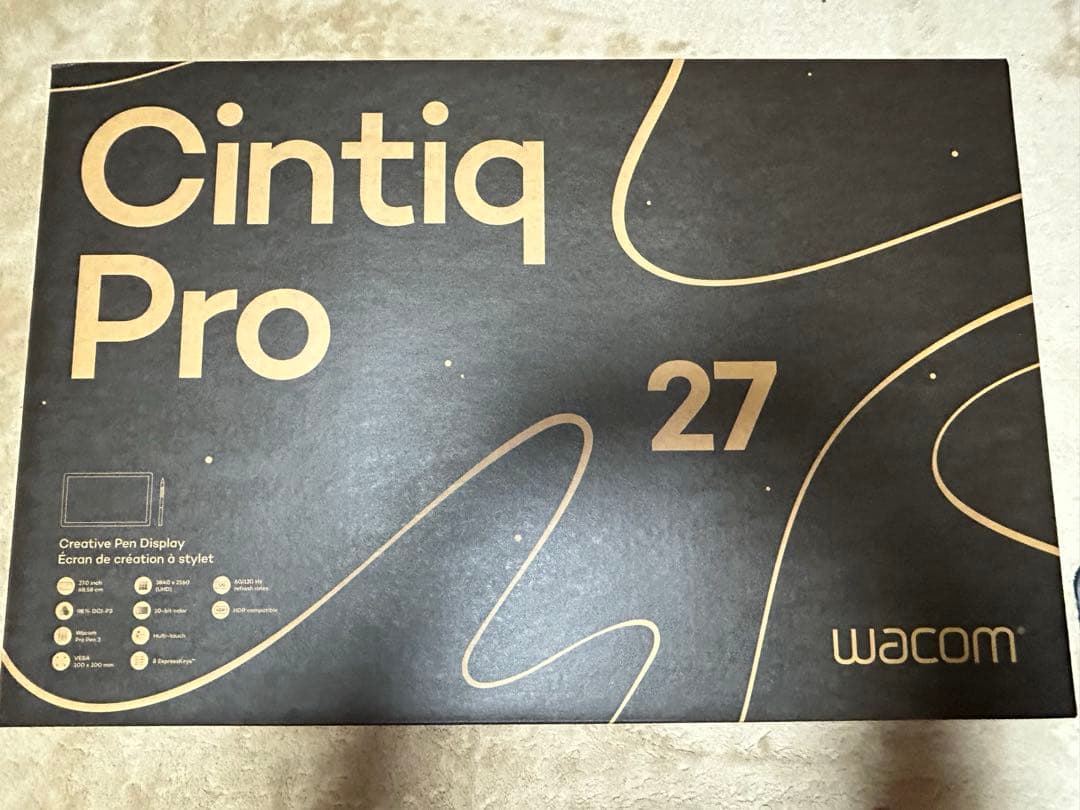 Cintiq
Pro
27
Creative Pen Display
Écran de création à stylet
27.0 inch
68.58 cm
3840 x 2160
(UHD)
60/120 Hz
refresh rates
98% DCI-P3
10-bit color
HDR compatible
Wacom
Pro Pen 3
Multi-touch
VESA
100 x 100 mm
8 ExpressKeys™
wacom®